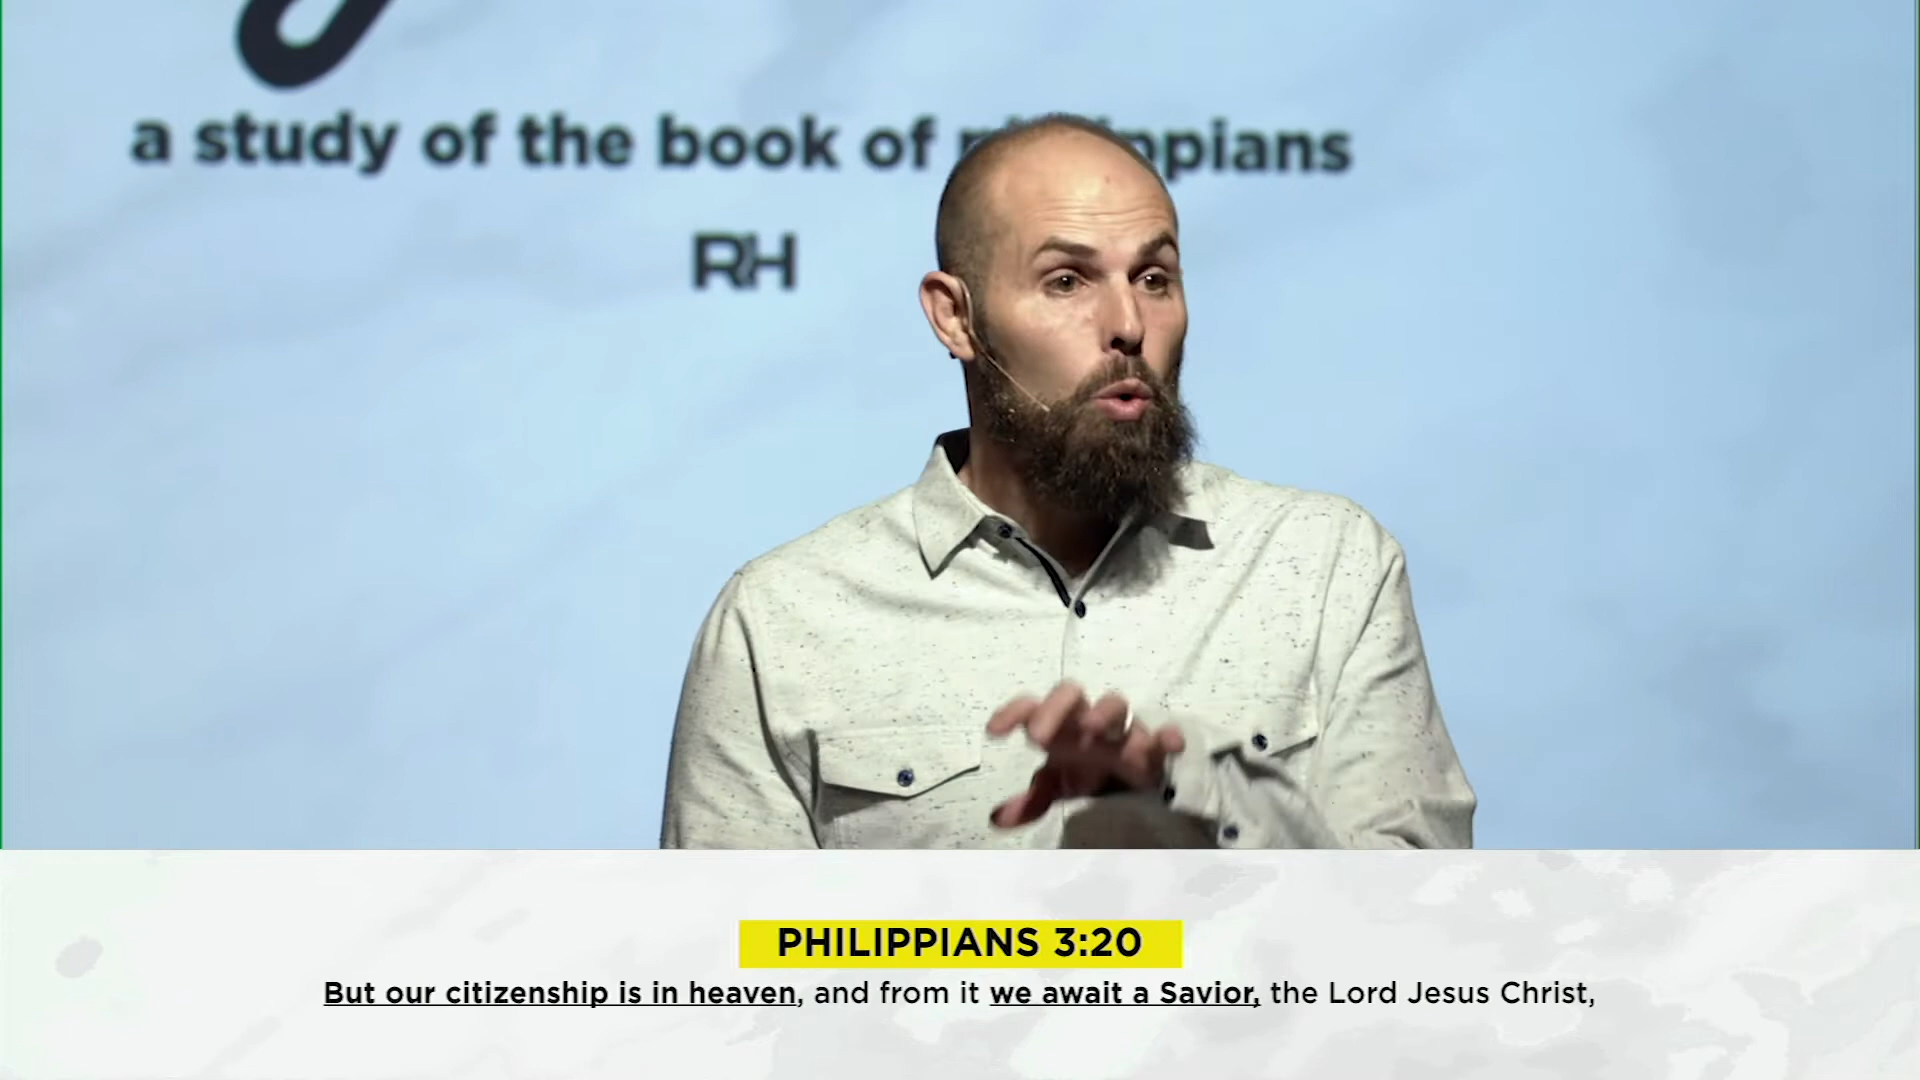 a study of the book of philippians
RH
PHILIPPIANS 3:20
But our citizenship is in heaven, and from it we await a Savior, the Lord Jesus Christ,